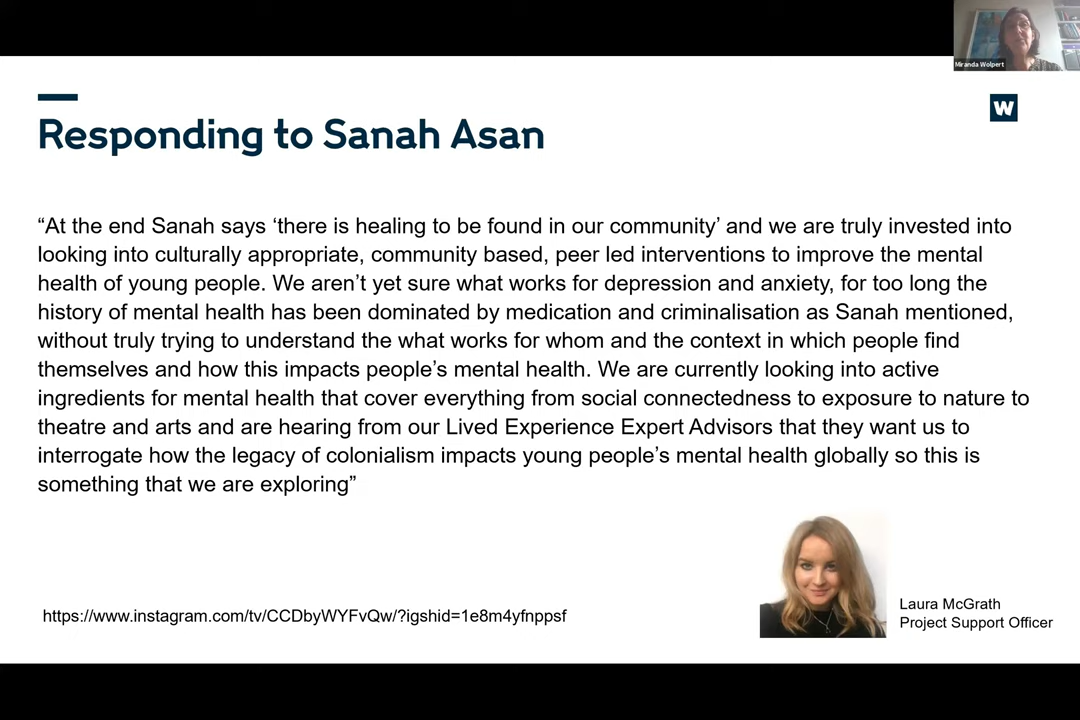 Miranda Wolpert
W
Responding to Sanah Asan
“At the end Sanah says ‘there is healing to be found in our community’ and we are truly invested into
looking into culturally appropriate, community based, peer led interventions to improve the mental
health of young people. We aren’t yet sure what works for depression and anxiety, for too long the
history of mental health has been dominated by medication and criminalisation as Sanah mentioned,
without truly trying to understand the what works for whom and the context in which people find
themselves and how this impacts people’s mental health. We are currently looking into active
ingredients for mental health that cover everything from social connectedness to exposure to nature to
theatre and arts and are hearing from our Lived Experience Expert Advisors that they want us to
interrogate how the legacy of colonialism impacts young people’s mental health globally so this is
something that we are exploring”
https://www.instagram.com/tv/CCDbyWYFvQw/?igshid=1e8m4yfnppsf
Laura McGrath
Project Support Officer